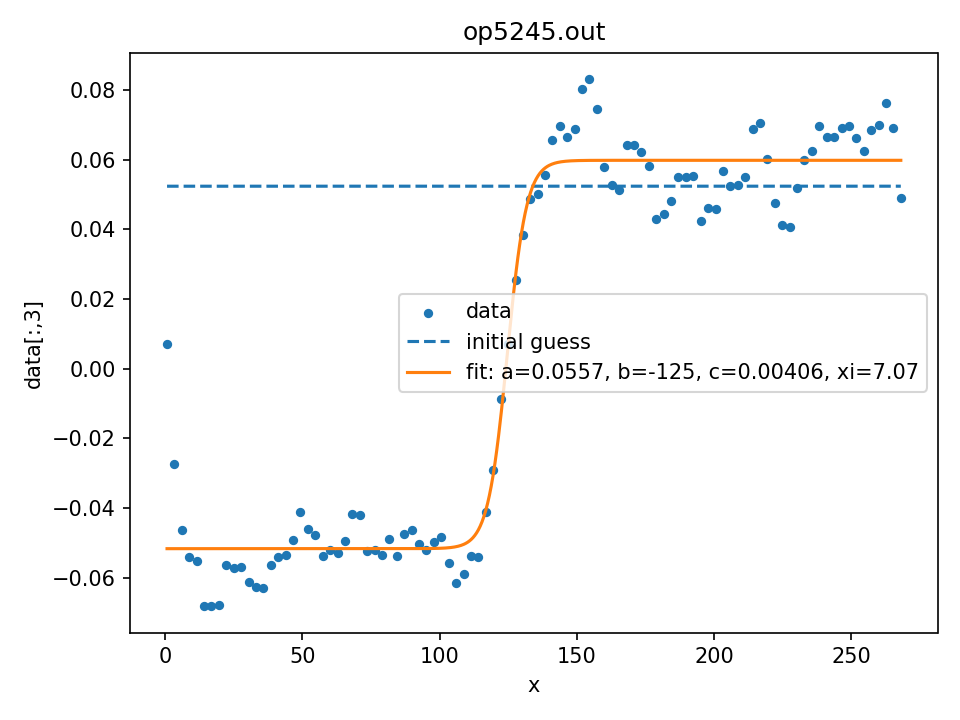 op5245.out
0.08
0.06
0.04
0.02
0.00
−0.02
−0.04
−0.06
data[:,3]
data
initial guess
fit: a=0.0557, b=-125, c=0.00406, xi=7.07
0 50 100 150 200 250
x